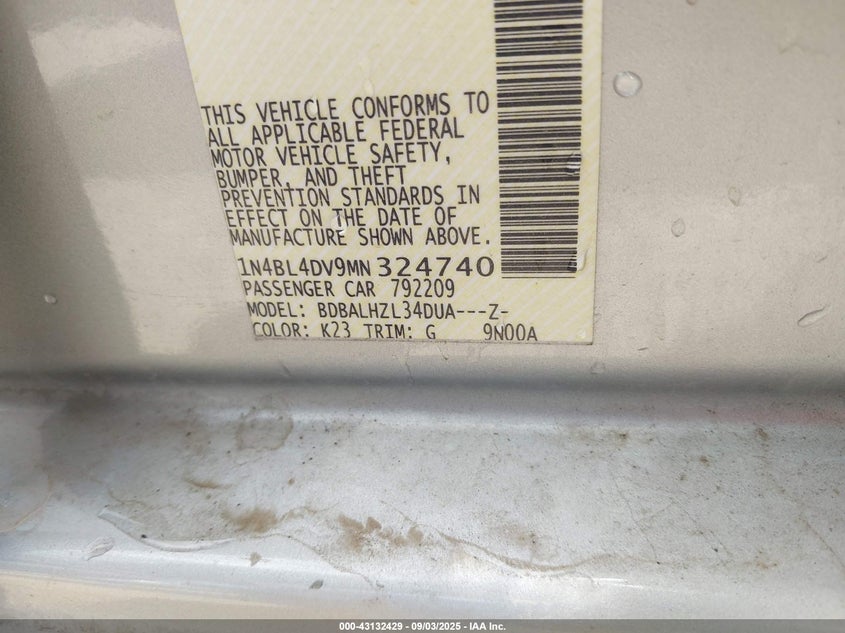 THIS VEHICLE CONFORMS TO
ALL APPLICABLE FEDERAL
MOTOR VEHICLE SAFETY,
BUMPER, AND THEFT
PREVENTION STANDARDS IN
EFFECT ON THE DATE OF
MANUFACTURE SHOWN ABOVE.
1N4BL4DV9MN324740
PASSENGER CAR 792209
MODEL: BDBALHZL34DUA---Z-
COLOR: K23 TRIM: G 9N00A
000-43132429 - 09/03/2025 - IAA Inc.